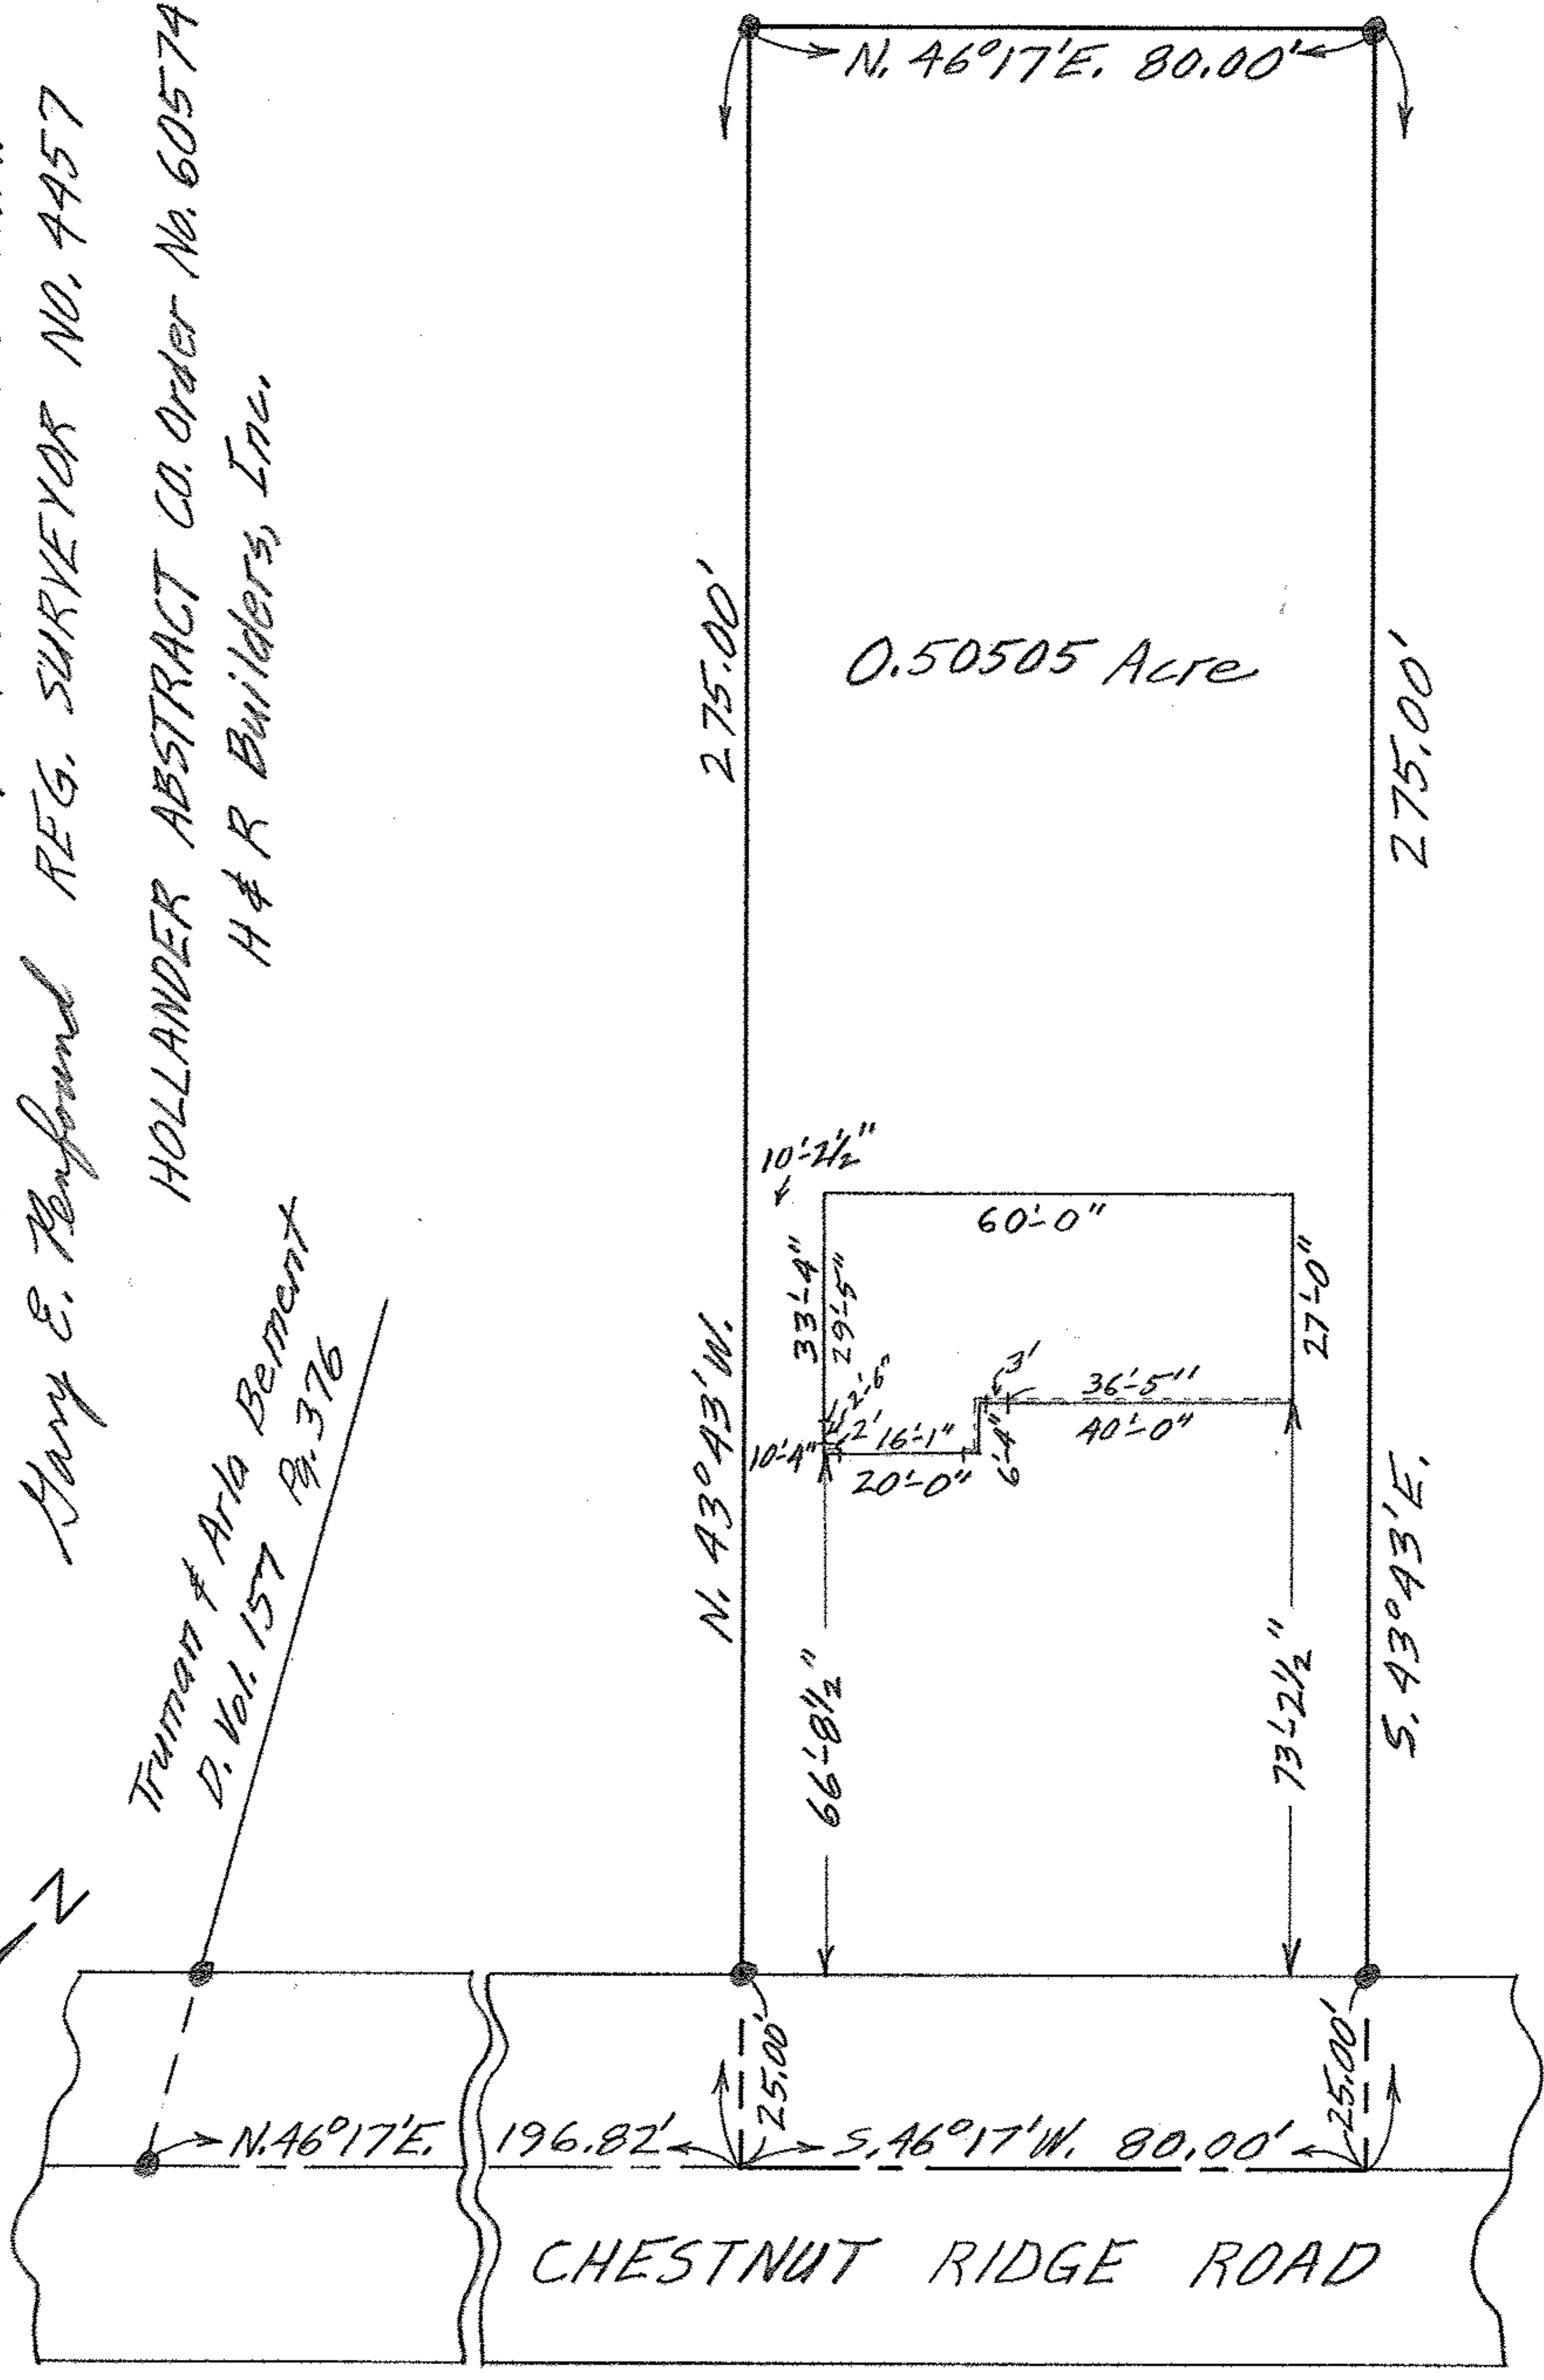 Gary E. Penfound REG. SURVEYOR NO. 4457
HOLLANDER ABSTRACT CO. Order No. 60574
H & R Builders, Inc.
Truman & Arla Bement
D. Vol. 157 Pg. 376
N
N. 46°17'E. 80.00'
275.00'
0.50505 Acre
275.00'
10'-2½"
60'-0"
33'-4"
29'-5"
27'-0"
N. 43°43'W.
2'-6"
3'
36'-5"
2'
16'-1"
10'-4"
20'-0"
6'-4"
40'-0"
S. 43°43'E.
66'-8½"
73'-2½"
25.00'
25.00'
N.46°17'E. 196.82'
S.46°17'W. 80.00'
CHESTNUT RIDGE ROAD